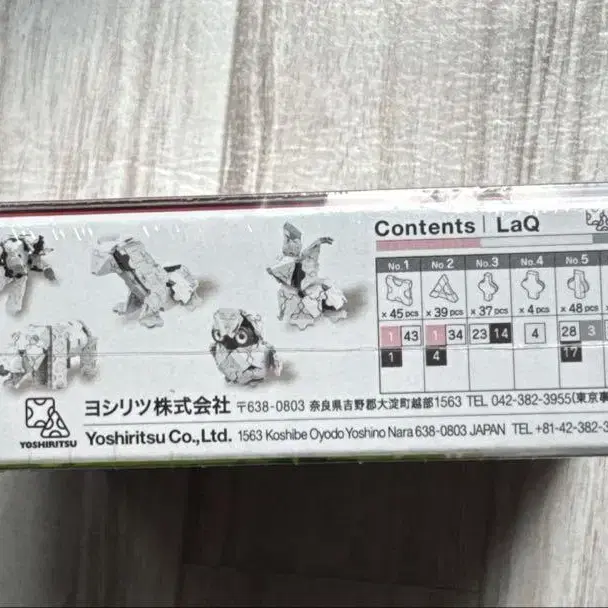 Contents | LaQ
No.1 No.2 No.3 No.4 No.5
x 45 pcs x 39 pcs x 37 pcs x 4 pcs x 48 pcs
1 43 1 34 23 14 4 28 3
1 4 17
YOSHIRITSU
ヨシリツ株式会社 〒638-0803 奈良県吉野郡大淀町越部1563 TEL 042-382-3955(東京事
Yoshiritsu Co.,Ltd. 1563 Koshibe Oyodo Yoshino Nara 638-0803 JAPAN TEL +81-42-382-3